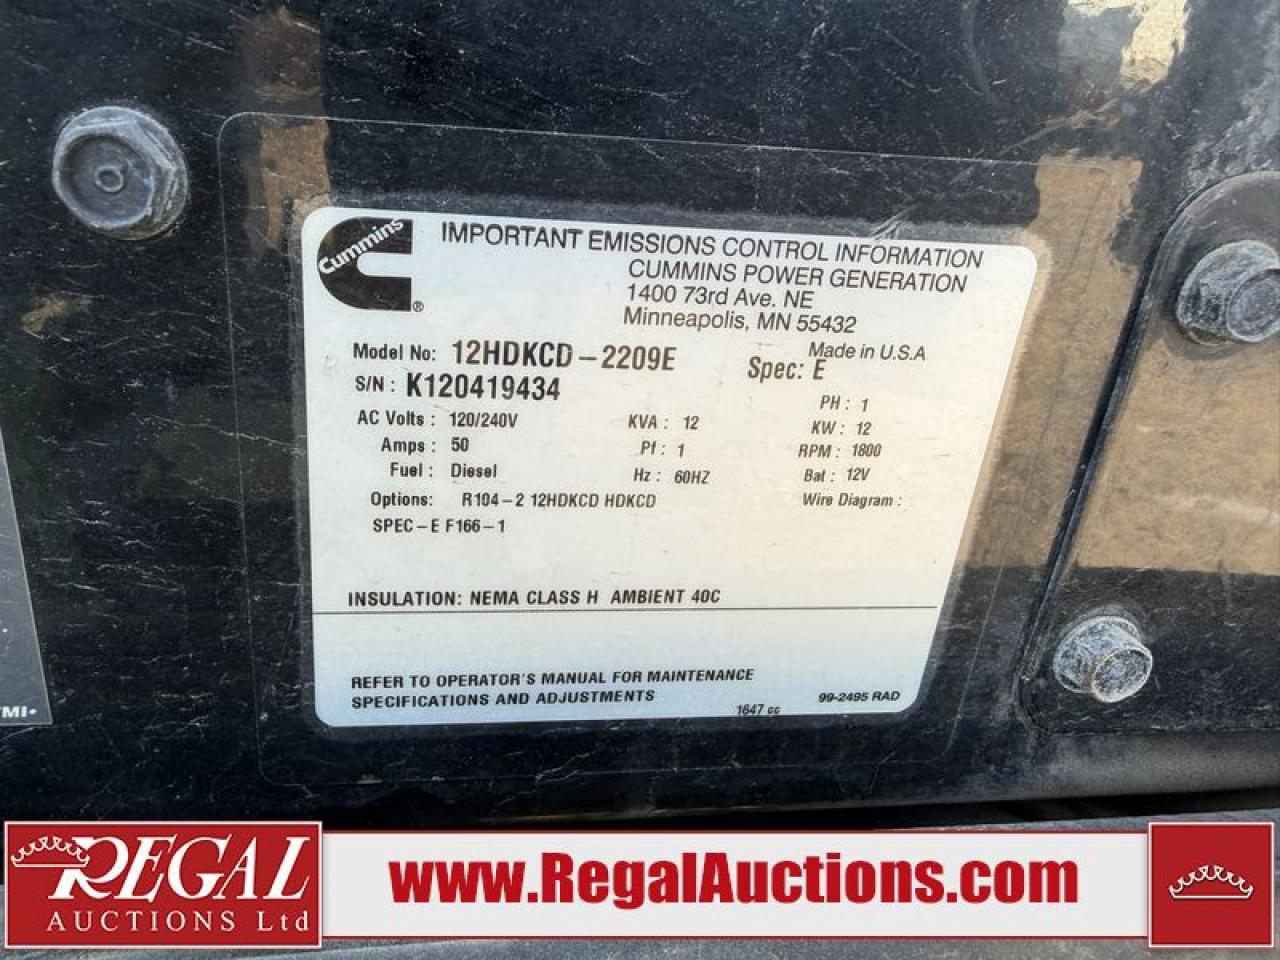 Cummins
®
IMPORTANT EMISSIONS CONTROL INFORMATION
CUMMINS POWER GENERATION
1400 73rd Ave. NE
Minneapolis, MN 55432
Made in U.S.A
Model No: 12HDKCD-2209E Spec: E
S/N : K120419434
PH : 1
AC Volts : 120/240V KVA : 12 KW : 12
Amps : 50 Pf : 1 RPM : 1800
Fuel : Diesel Hz : 60HZ Bat : 12V
Options: R104-2 12HDKCD HDKCD Wire Diagram :
SPEC-E F166-1
INSULATION: NEMA CLASS H AMBIENT 40C
REFER TO OPERATOR'S MANUAL FOR MAINTENANCE
SPECIFICATIONS AND ADJUSTMENTS
1647 cc 99-2495 RAD
REGAL
AUCTIONS Ltd
www.RegalAuctions.com